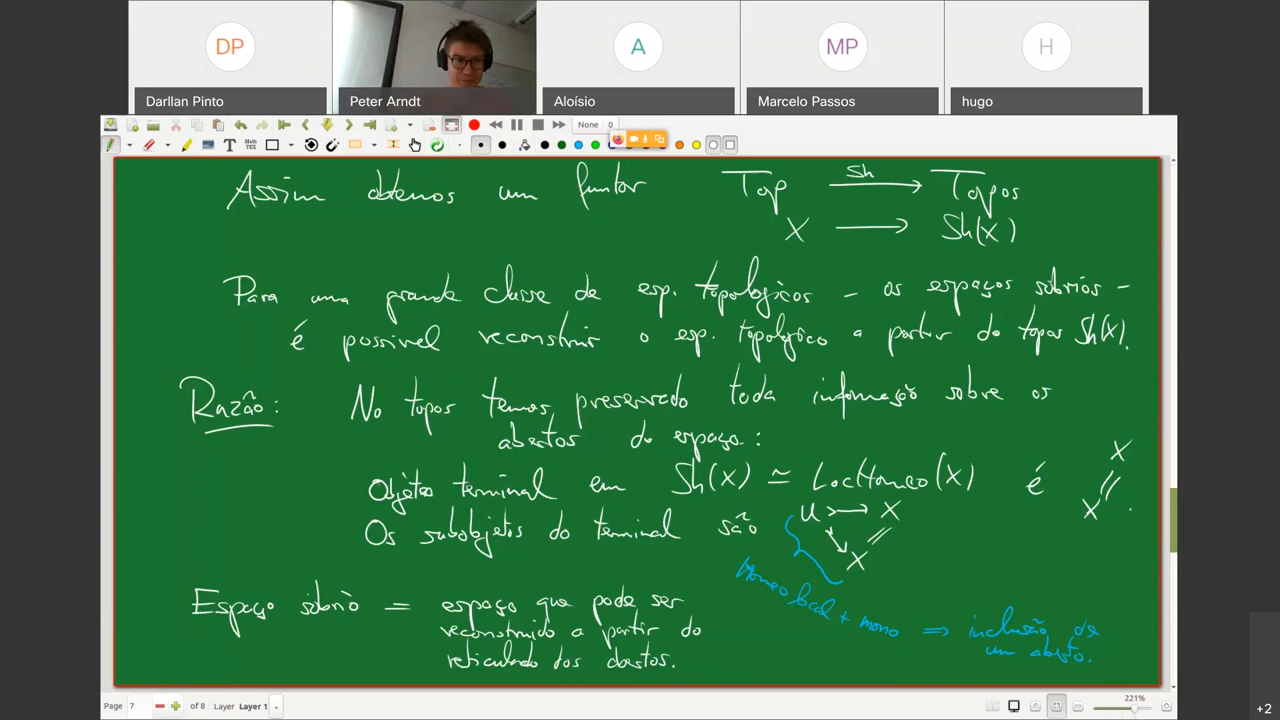 DP
A
MP
H
Darllan Pinto
Peter Arndt
Aloísio
Marcelo Passos
hugo
None 0
T Math TEX
Assim obtemos um funtor Top Sh Topos
X Sh(X)
Para uma grande classe de esp. topológicos – os espaços sóbrios –
é possível reconstruir o esp. topológico a partir do topos Sh(X).
Razão: No topos temos preservado toda informação sobre os
abertos do espaço:
Objeto terminal em Sh(X) ≃ LocHomeo(X) é X
X
Os subobjetos do terminal são U X
X
Homeo local + mono ⇒ inclusão de
um aberto.
Espaço sóbrio = espaço que pode ser
reconstruído a partir do
reticulado dos abertos.
Page 7 of 8 Layer Layer 1
221%
+2